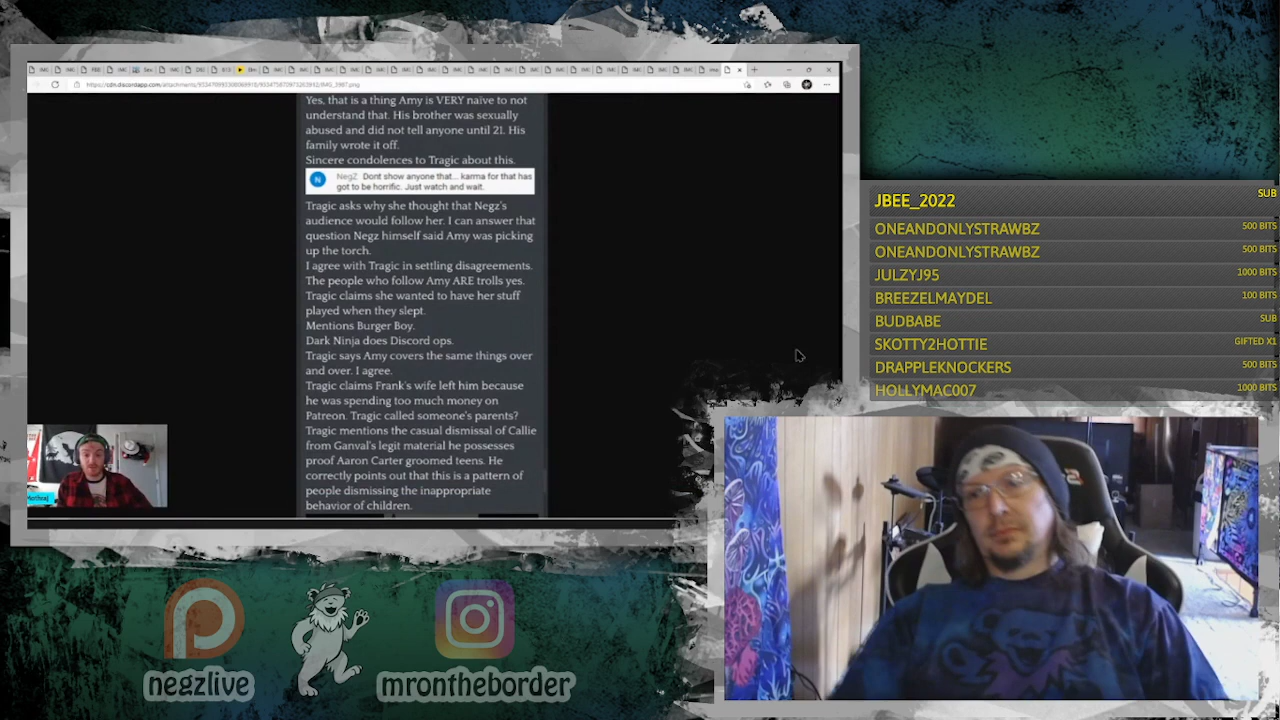 https://cdn.discordapp.com/attachments/
Yes, that is a thing Amy is VERY naïve to not
understand that. His brother was sexually
abused and did not tell anyone until 21. His
family wrote it off.
Sincere condolences to Tragic about this.
N
NegZ Dont show anyone that... karma for that has
got to be horrific. Just watch and wait.
Tragic asks why she thought that Negz's
audience would follow her. I can answer that
question Negz himself said Amy was picking
up the torch.
I agree with Tragic in settling disagreements.
The people who follow Amy ARE trolls yes.
Tragic claims she wanted to have her stuff
played when they slept.
Mentions Burger Boy.
Dark Ninja does Discord ops.
Tragic says Amy covers the same things over
and over. I agree.
Tragic claims Frank's wife left him because
he was spending too much money on
Patreon. Tragic called someone's parents?
Tragic mentions the casual dismissal of Callie
from Ganval's legit material he possesses
proof Aaron Carter groomed teens. He
correctly points out that this is a pattern of
people dismissing the inappropriate
behavior of children.
JBEE_2022 SUB
ONEANDONLYSTRAWBZ 500 BITS
ONEANDONLYSTRAWBZ 500 BITS
JULZYJ95 1000 BITS
BREEZELMAYDEL 100 BITS
BUDBABE SUB
SKOTTY2HOTTIE GIFTED X1
DRAPPLEKNOCKERS 500 BITS
HOLLYMAC007 1000 BITS
negzlive
mrontheborder